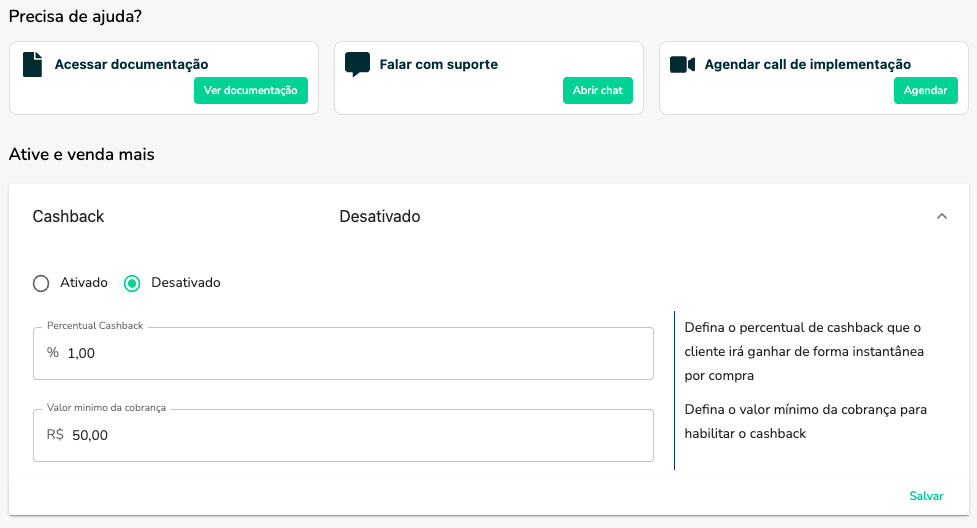 Precisa de ajuda?
Acessar documentação
Ver documentação
Falar com suporte
Abrir chat
Agendar call de implementação
Agendar
Ative e venda mais
Cashback
Desativado
Ativado
Desativado
Percentual Cashback
% 1,00
Defina o percentual de cashback que o
cliente irá ganhar de forma instantânea
por compra
Valor minimo da cobrança
R$ 50,00
Defina o valor mínimo da cobrança para
habilitar o cashback
Salvar